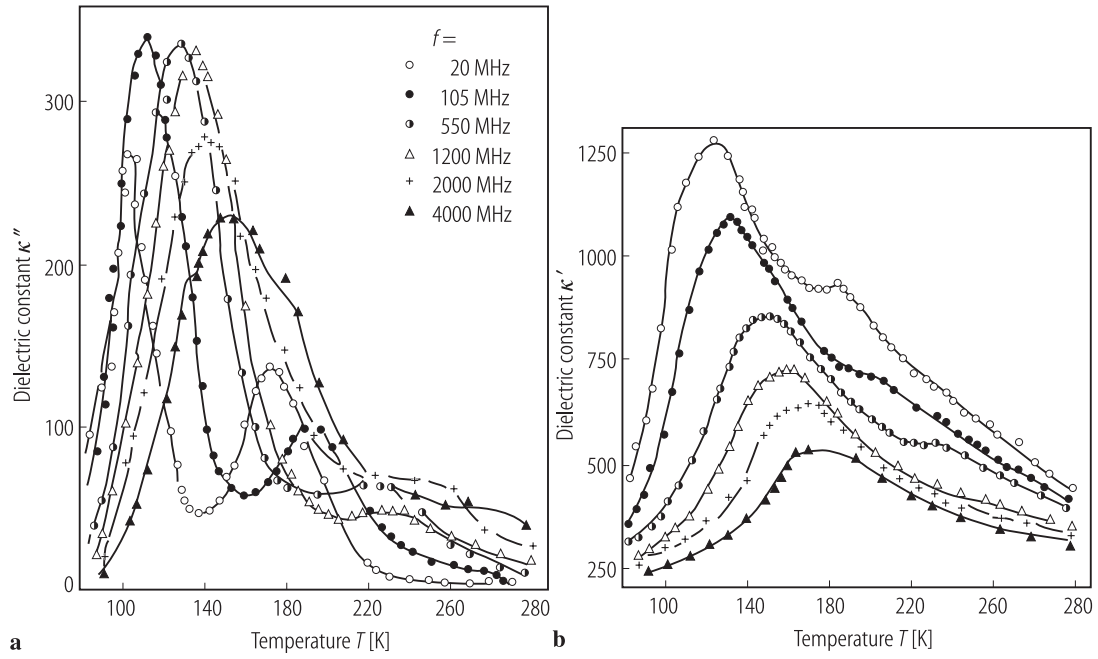 f =
20 MHz
105 MHz
550 MHz
1200 MHz
2000 MHz
4000 MHz
300
200
100
0
Dielectric constant κ″
100 140 180 220 260 280
Temperature T [K]
a
1250
1000
750
500
250
Dielectric constant κ′
100 140 180 220 260 280
Temperature T [K]
b